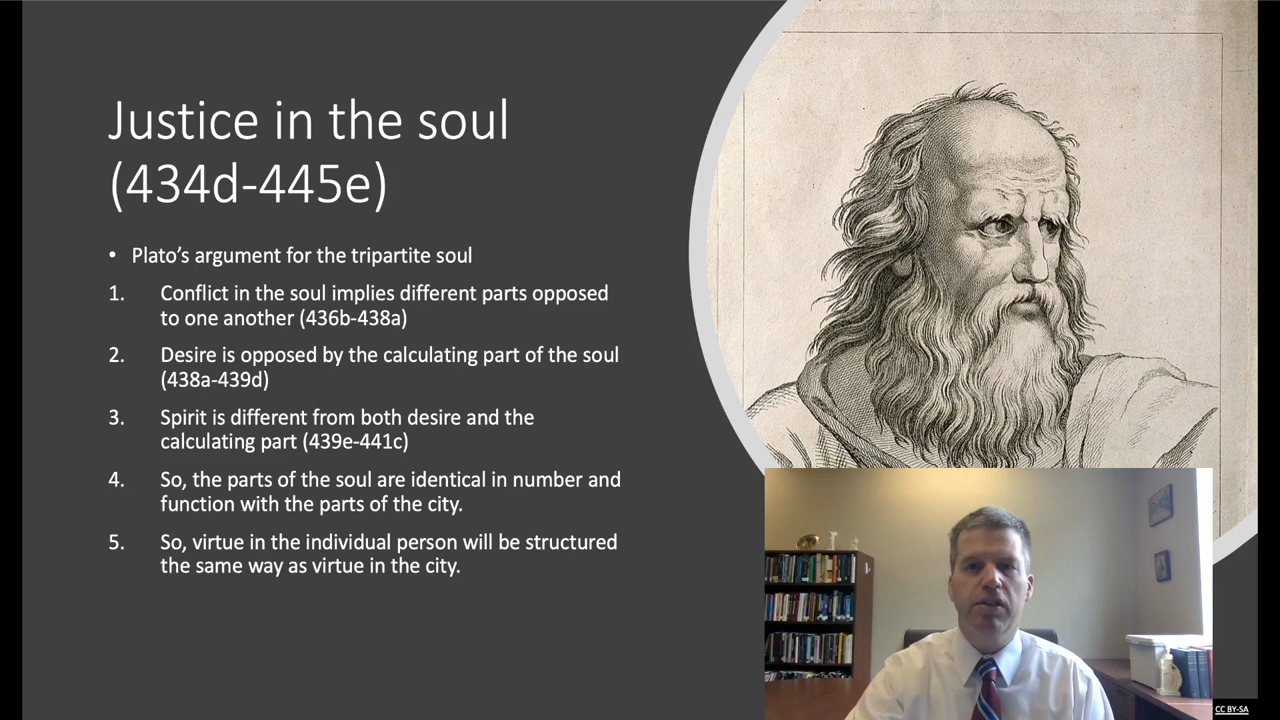 Justice in the soul
(434d-445e)
• Plato’s argument for the tripartite soul
1. Conflict in the soul implies different parts opposed
to one another (436b-438a)
2. Desire is opposed by the calculating part of the soul
(438a-439d)
3. Spirit is different from both desire and the
calculating part (439e-441c)
4. So, the parts of the soul are identical in number and
function with the parts of the city.
5. So, virtue in the individual person will be structured
the same way as virtue in the city.
CC BY-SA